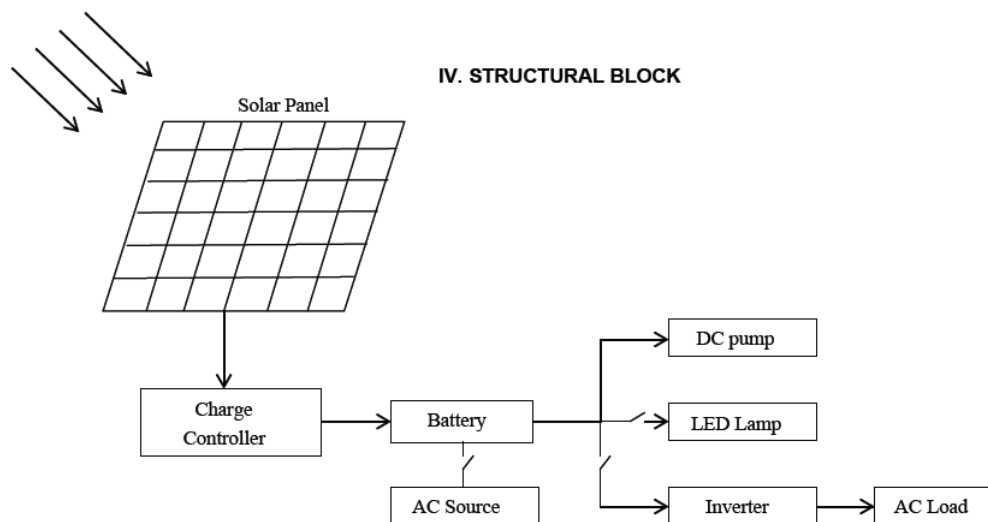 IV. STRUCTURAL BLOCK
Solar Panel
DC pump
Charge
Controller
Battery
LED Lamp
AC Source
Inverter
AC Load